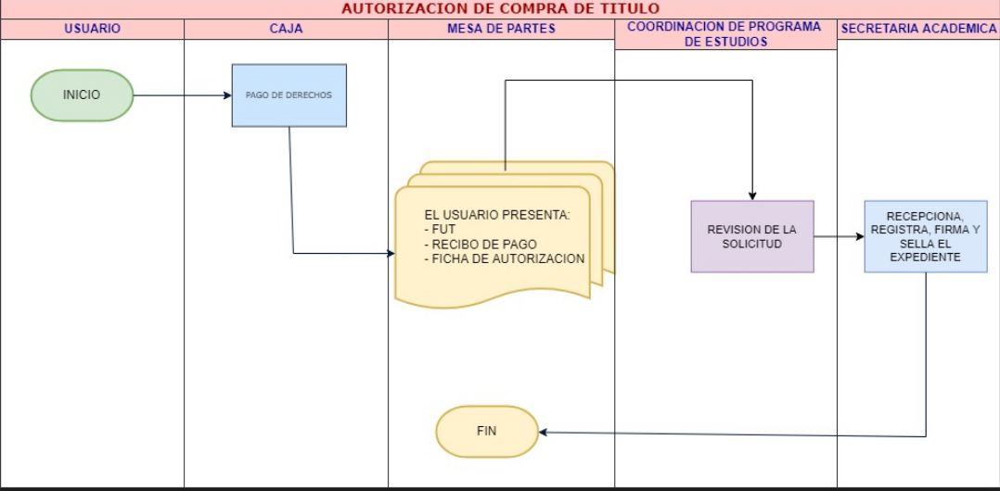 AUTORIZACION DE COMPRA DE TITULO
USUARIO
CAJA
MESA DE PARTES
COORDINACION DE PROGRAMA
DE ESTUDIOS
SECRETARIA ACADEMICA
INICIO
PAGO DE DERECHOS
EL USUARIO PRESENTA:
- FUT
- RECIBO DE PAGO
- FICHA DE AUTORIZACION
REVISION DE LA
SOLICITUD
RECEPCIONA,
REGISTRA, FIRMA Y
SELLA EL
EXPEDIENTE
FIN